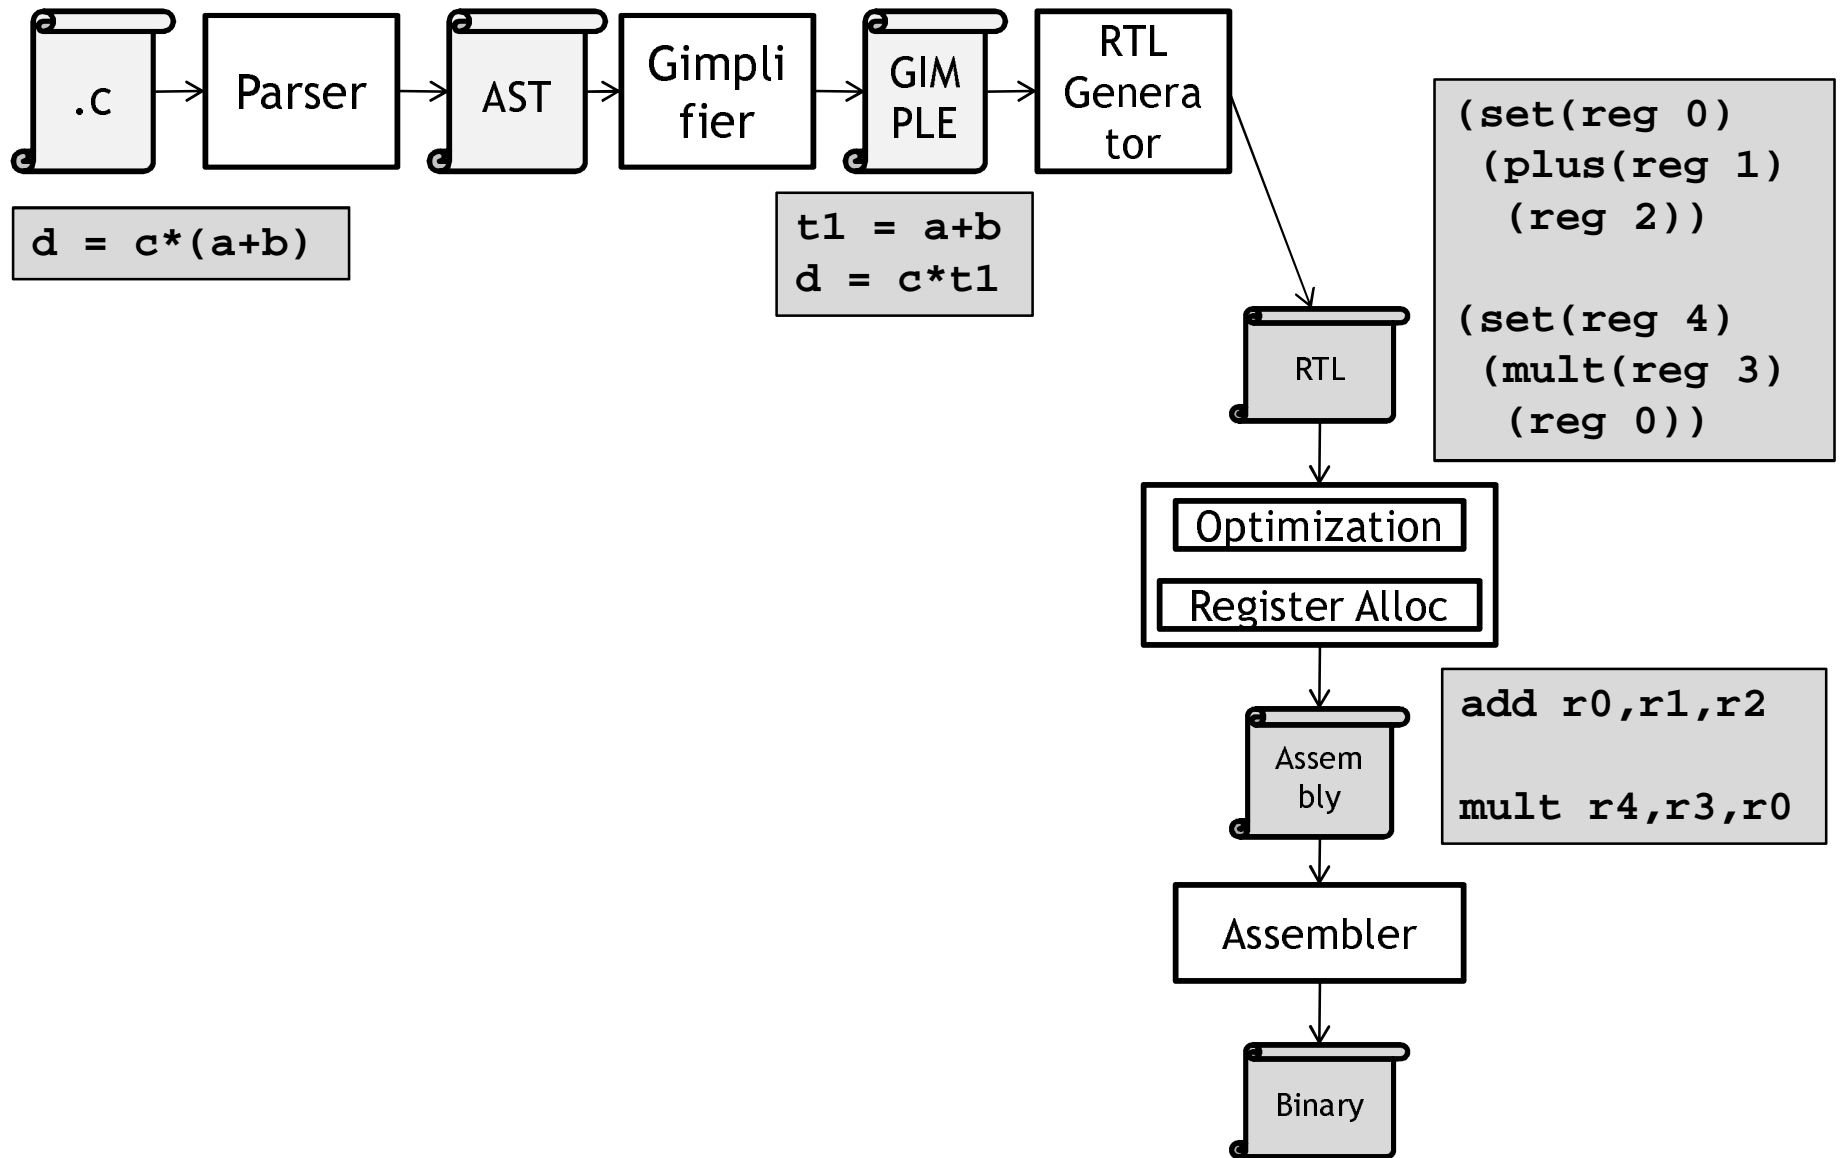 .c
Parser
AST
Gimpli
fier
GIM
PLE
RTL
Genera
tor
d = c*(a+b)
t1 = a+b
d = c*t1
(set(reg 0)
(plus(reg 1)
(reg 2))
(set(reg 4)
(mult(reg 3)
(reg 0))
RTL
Optimization
Register Alloc
add r0,r1,r2
mult r4,r3,r0
Assem
bly
Assembler
Binary